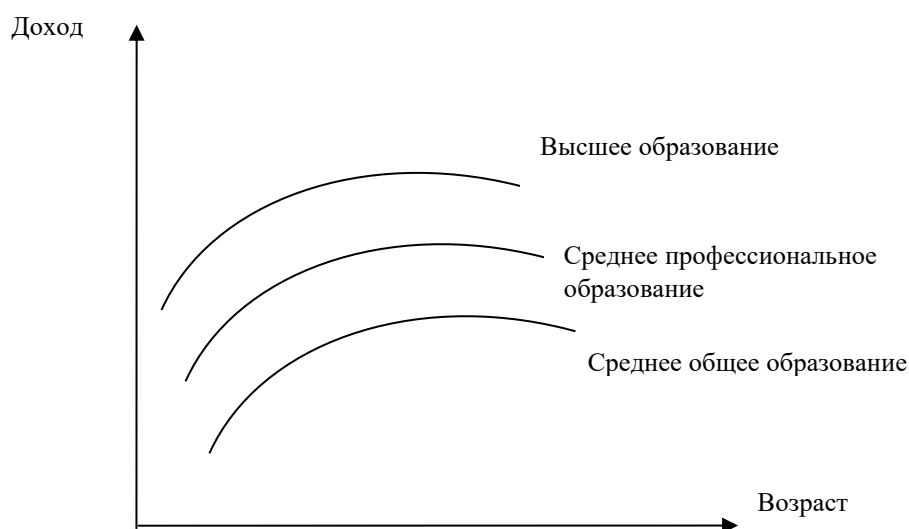 Доход
Высшее образование
Среднее профессиональное
образование
Среднее общее образование
Возраст